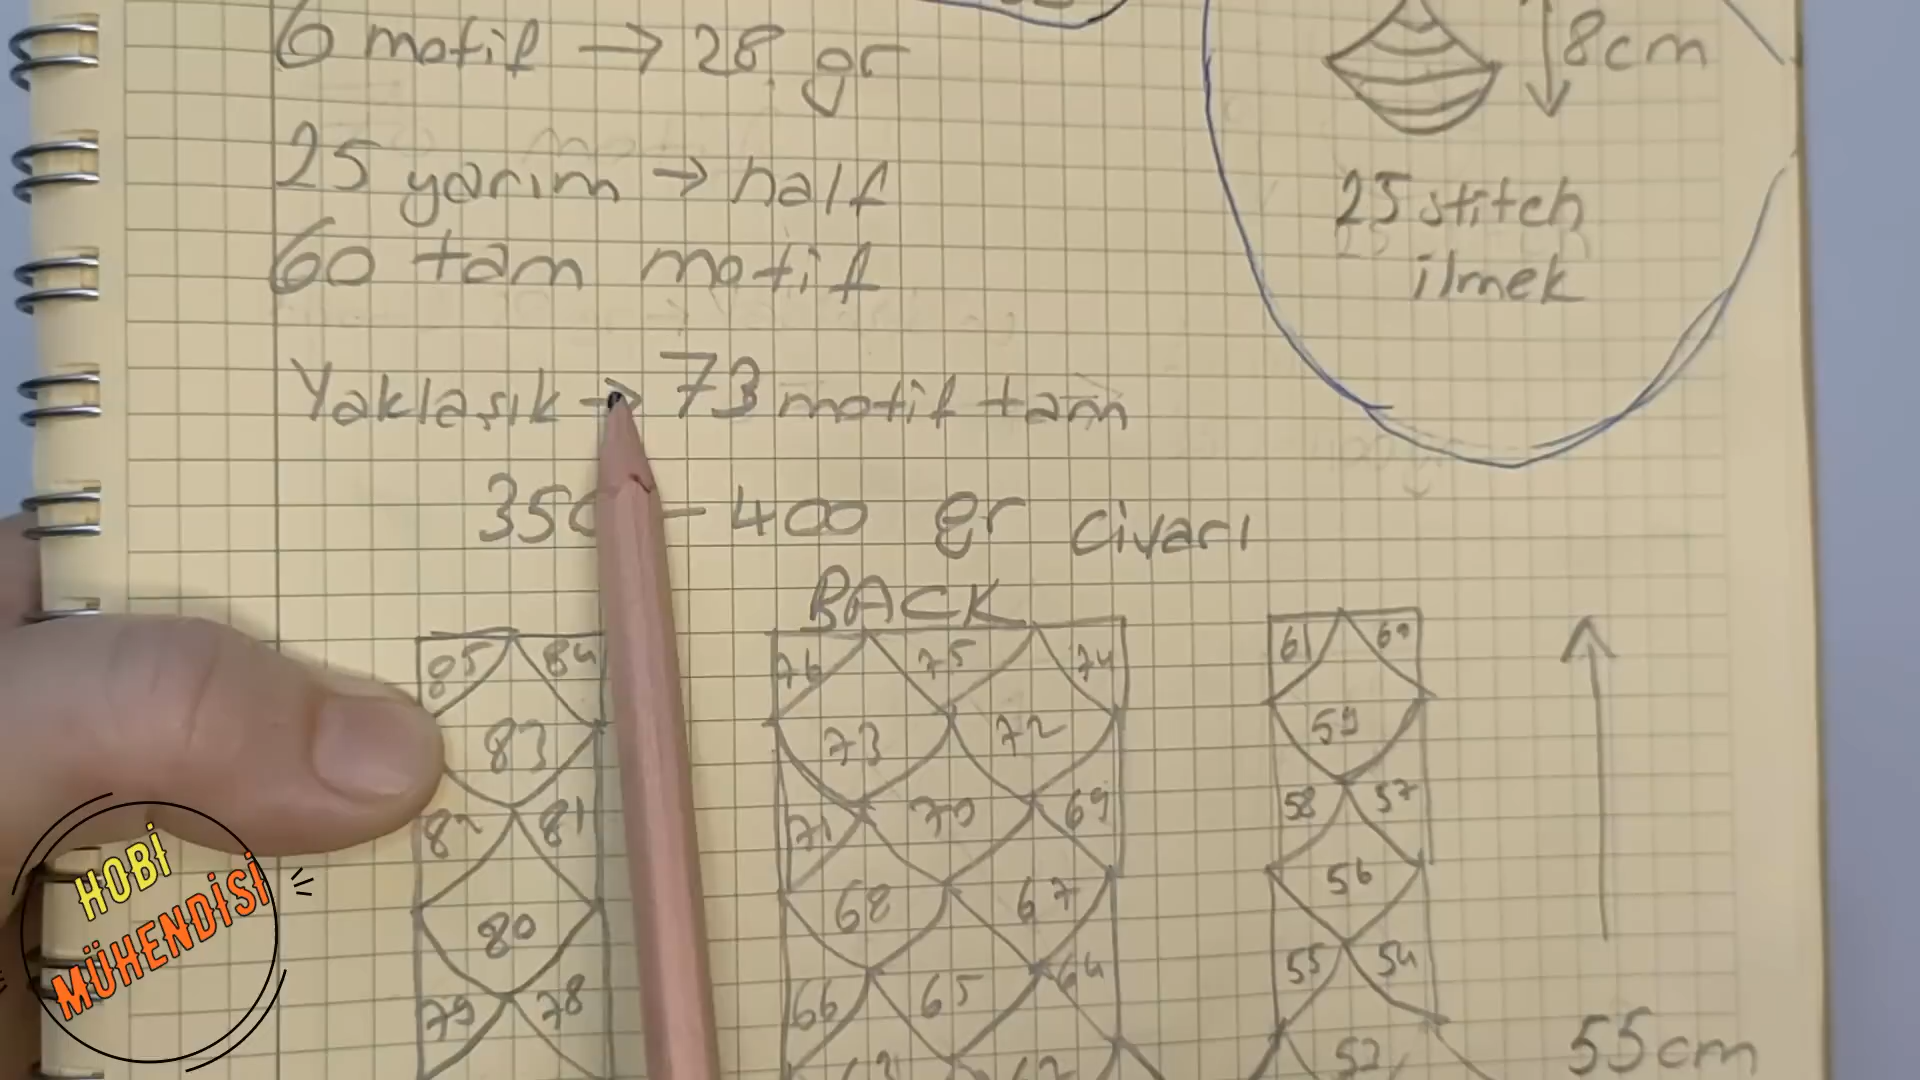 6 motif → 28 gr
8cm
25 yarım → half
25 stitch
60 tam motif
ilmek
Yaklaşık → 73 motif tam
350 - 400 gr civarı
BACK
85 84
76 75 74
61 60
83
73 72
59
82 81
71 70 69
58 57
80
68 67
56
79 78
66 65 64
55 54
55cm
HOBİ
MÜHENDİSİ